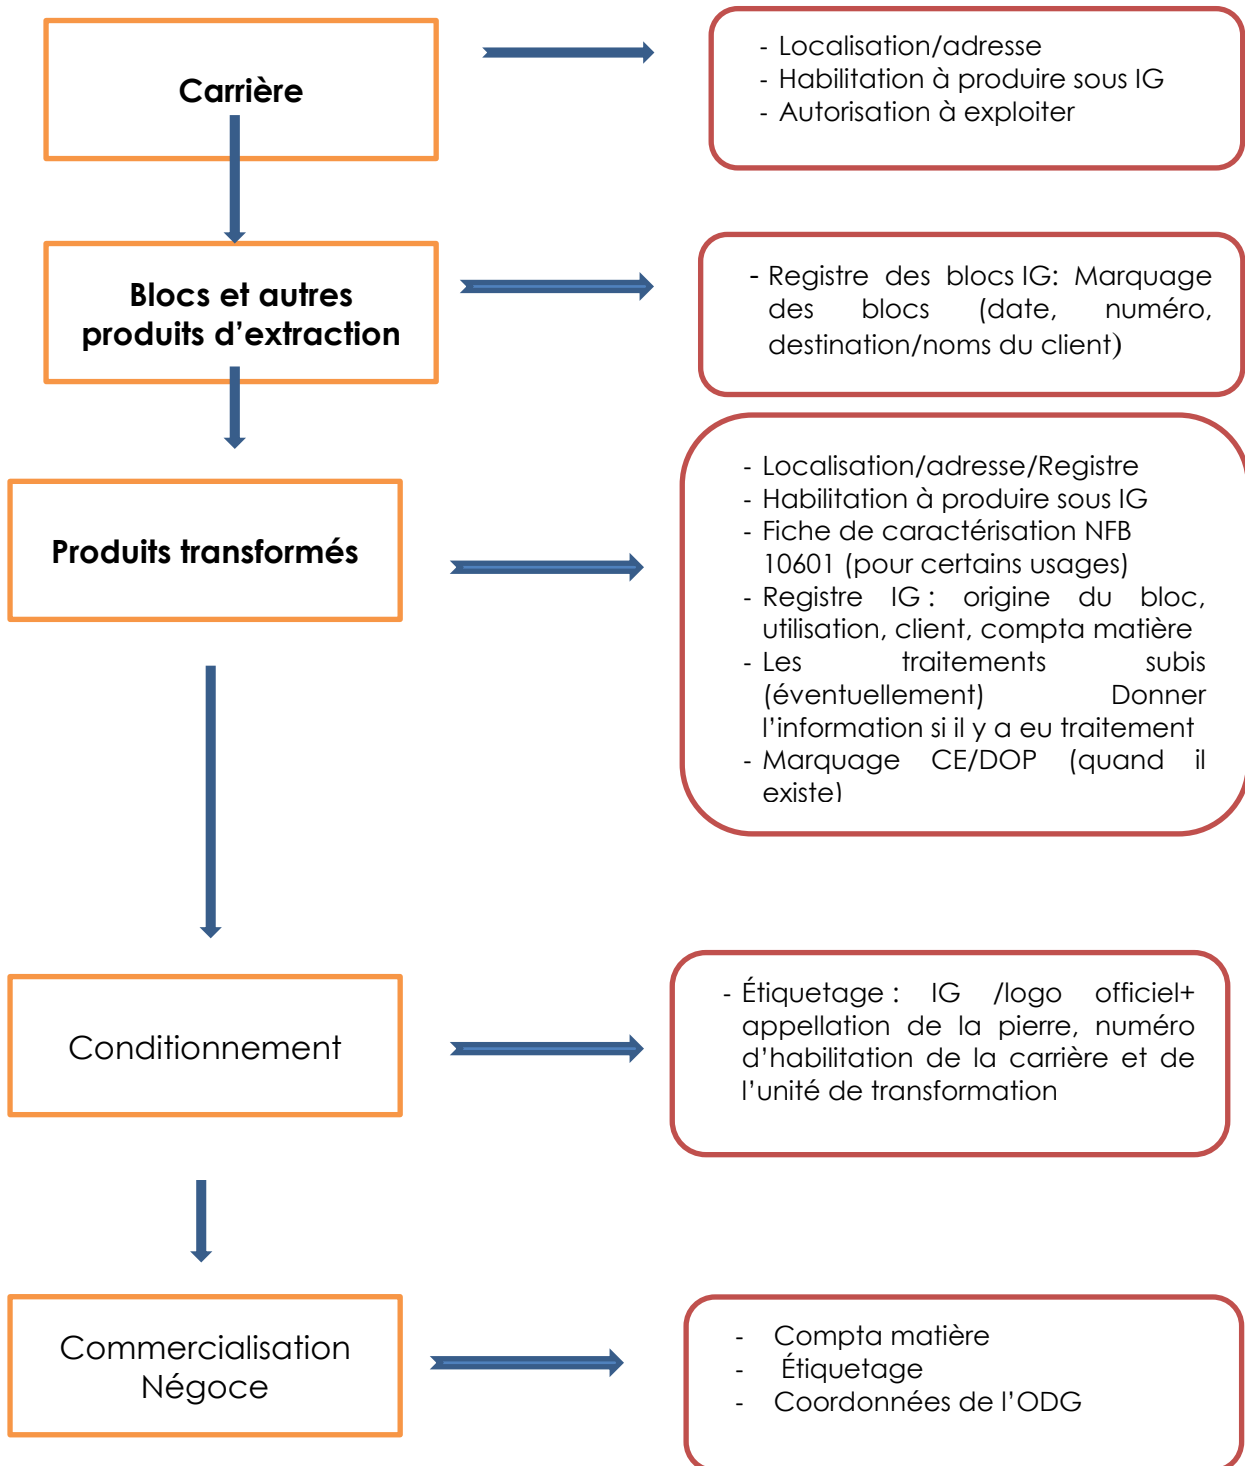 Carrière
- Localisation/adresse
- Habilitation à produire sous IG
- Autorisation à exploiter
Blocs et autres
produits d’extraction
- Registre des blocs IG: Marquage
des blocs (date, numéro,
destination/noms du client)
Produits transformés
- Localisation/adresse/Registre
- Habilitation à produire sous IG
- Fiche de caractérisation NFB
10601 (pour certains usages)
- Registre IG : origine du bloc,
utilisation, client, compta matière
- Les traitements subis
(éventuellement) Donner
l’information si il y a eu traitement
- Marquage CE/DOP (quand il
existe)
Conditionnement
- Étiquetage : IG /logo officiel+
appellation de la pierre, numéro
d’habilitation de la carrière et de
l’unité de transformation
Commercialisation
Négoce
- Compta matière
- Étiquetage
- Coordonnées de l’ODG